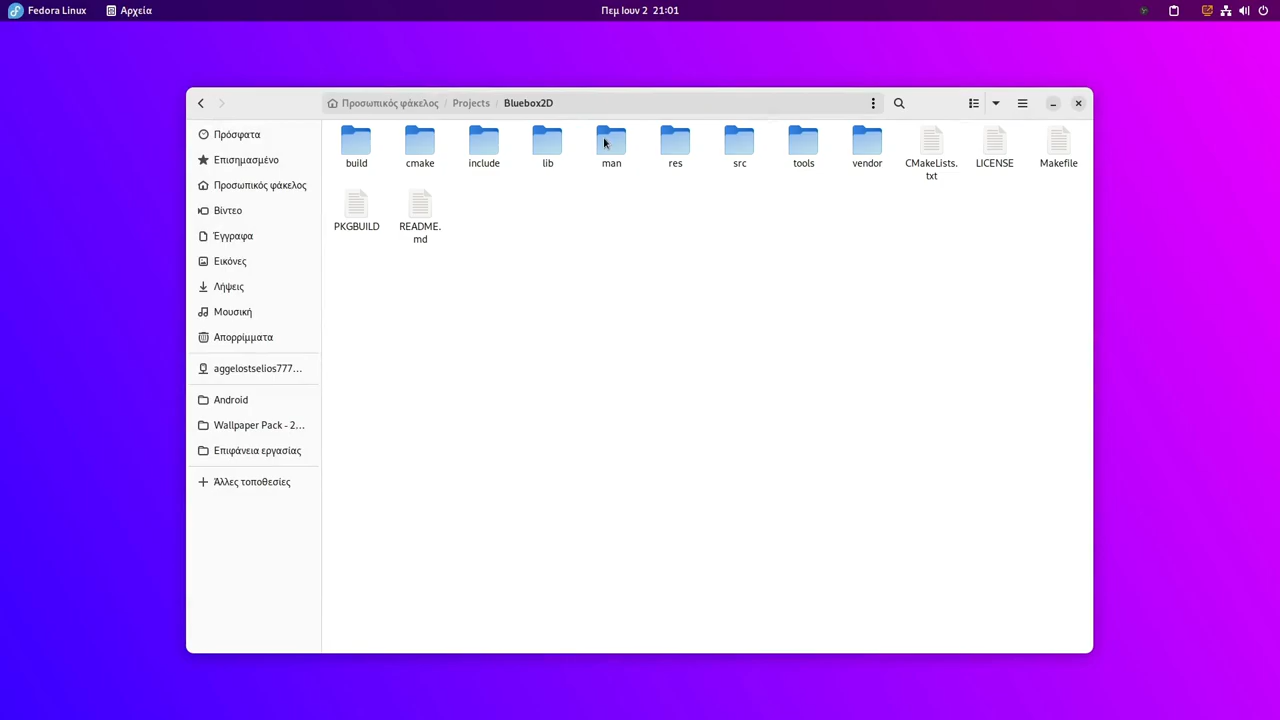 Fedora Linux
Αρχεία
Πεμ Ιουν 2 21:01
Προσωπικός φάκελος / Projects / Bluebox2D
Πρόσφατα
Επισημασμένο
Προσωπικός φάκελος
Βίντεο
Έγγραφα
Εικόνες
Λήψεις
Μουσική
Απορρίμματα
aggelostselios777...
Android
Wallpaper Pack - 2...
Επιφάνεια εργασίας
Άλλες τοποθεσίες
build
cmake
include
lib
man
res
src
tools
vendor
CMakeLists.
txt
LICENSE
Makefile
PKGBUILD
README.
md